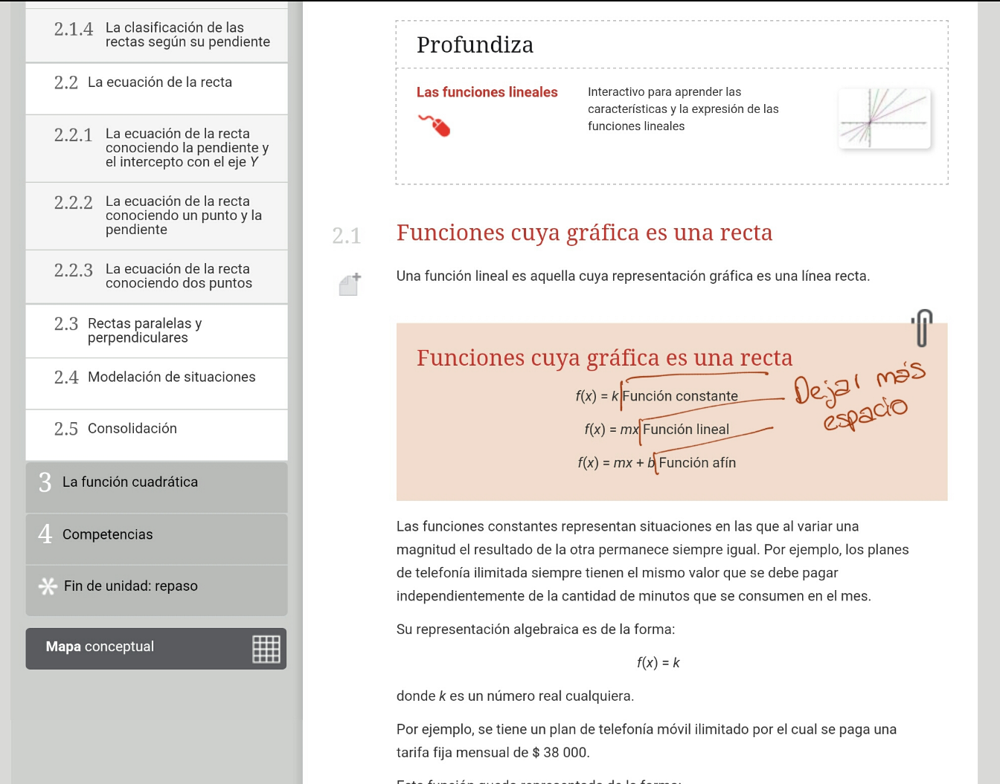 2.1.4 La clasificación de las
rectas según su pendiente
2.2 La ecuación de la recta
2.2.1 La ecuación de la recta
conociendo la pendiente y
el intercepto con el eje Y
2.2.2 La ecuación de la recta
conociendo un punto y la
pendiente
2.2.3 La ecuación de la recta
conociendo dos puntos
2.3 Rectas paralelas y
perpendiculares
2.4 Modelación de situaciones
2.5 Consolidación
3 La función cuadrática
4 Competencias
Fin de unidad: repaso
Mapa conceptual
Profundiza
Las funciones lineales
Interactivo para aprender las
características y la expresión de las
funciones lineales
2.1 Funciones cuya gráfica es una recta
Una función lineal es aquella cuya representación gráfica es una línea recta.
Funciones cuya gráfica es una recta
f(x) = k Función constante
f(x) = mx Función lineal
f(x) = mx + b Función afín
Dejar más
espacio
Las funciones constantes representan situaciones en las que al variar una
magnitud el resultado de la otra permanece siempre igual. Por ejemplo, los planes
de telefonía ilimitada siempre tienen el mismo valor que se debe pagar
independientemente de la cantidad de minutos que se consumen en el mes.
Su representación algebraica es de la forma:
f(x) = k
donde k es un número real cualquiera.
Por ejemplo, se tiene un plan de telefonía móvil ilimitado por el cual se paga una
tarifa fija mensual de $ 38 000.